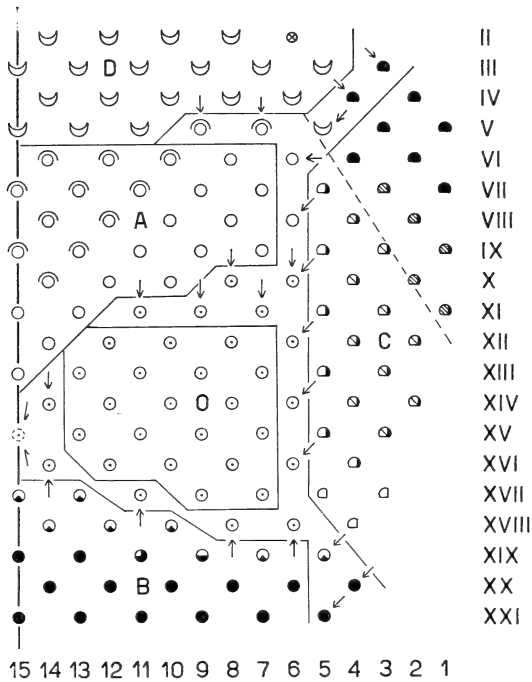 II
D III
IV
V
VI
VII
A VIII
IX
X
XI
C XII
XIII
O XIV
XV
XVI
XVII
XVIII
XIX
B XX
XXI
15 14 13 12 11 10 9 8 7 6 5 4 3 2 1